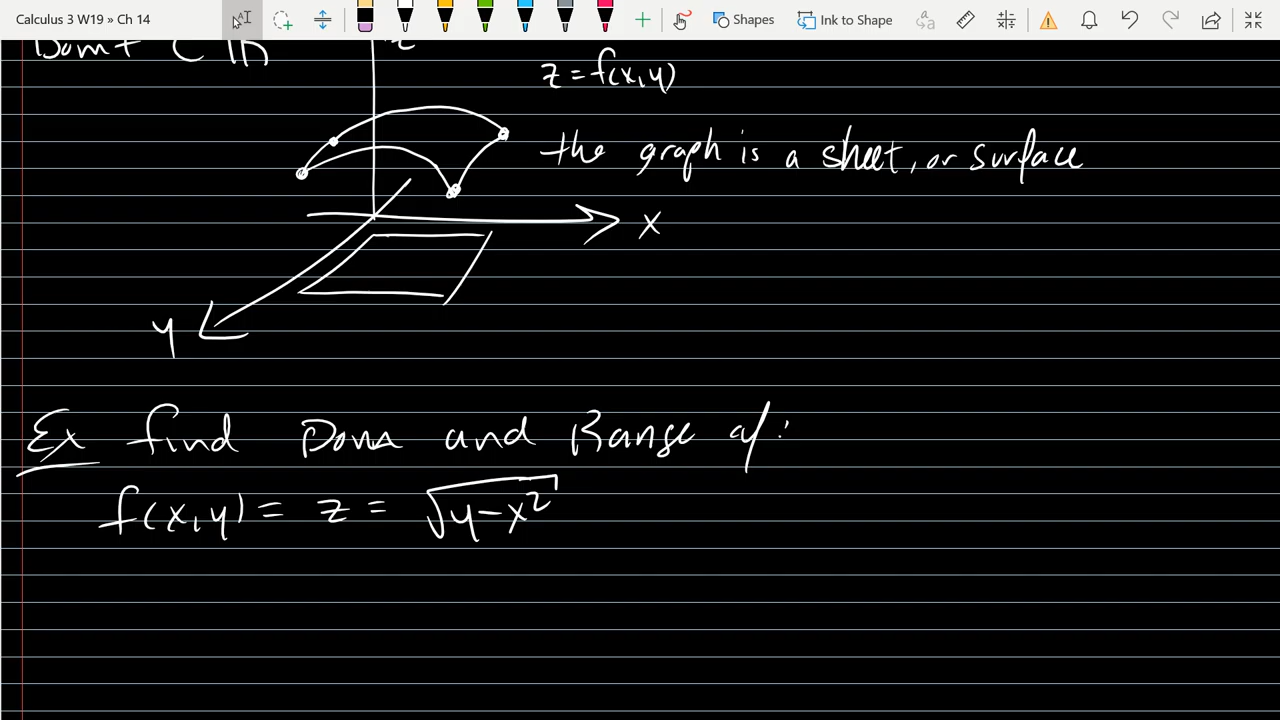 Calculus 3 W19 » Ch 14
Shapes
Ink to Shape
z
z = f(x,y)
the graph is a sheet, or surface
x
y
Ex find Dom and Range of:
f(x,y) = z = √(y-x²)